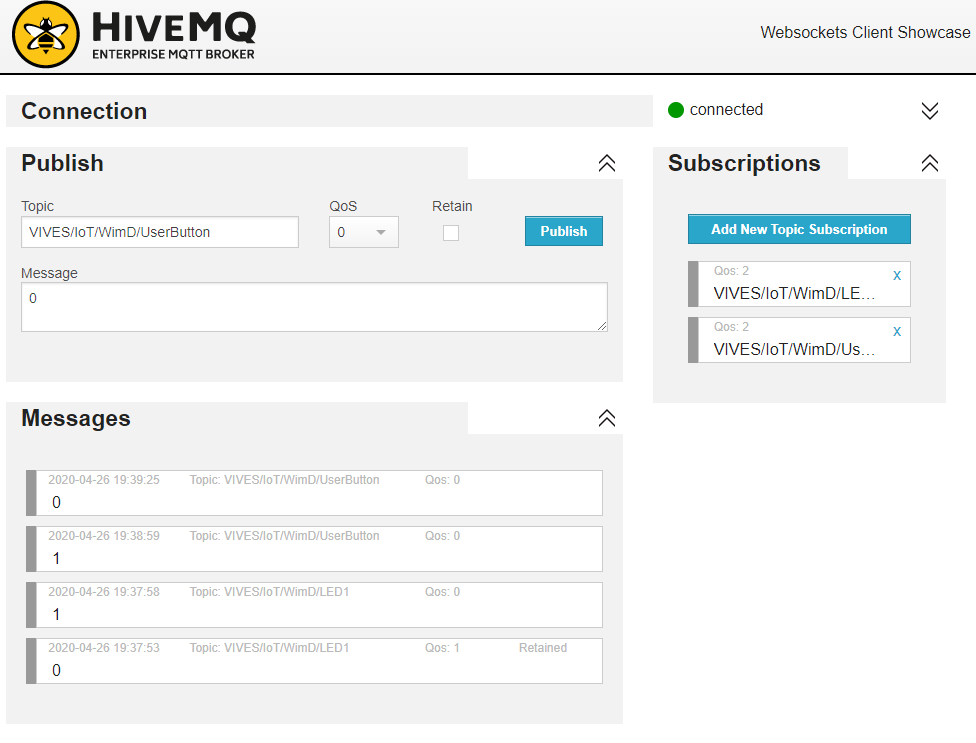 HIVEMQ
ENTERPRISE MQTT BROKER
Websockets Client Showcase
Connection
connected
Publish
Topic
QoS
Retain
VIVES/IoT/WimD/UserButton
0
Publish
Message
0
Subscriptions
Add New Topic Subscription
Qos: 2
x
VIVES/IoT/WimD/LE...
Qos: 2
x
VIVES/IoT/WimD/Us...
Messages
2020-04-26 19:39:25 Topic: VIVES/IoT/WimD/UserButton Qos: 0
0
2020-04-26 19:38:59 Topic: VIVES/IoT/WimD/UserButton Qos: 0
1
2020-04-26 19:37:58 Topic: VIVES/IoT/WimD/LED1 Qos: 0
1
2020-04-26 19:37:53 Topic: VIVES/IoT/WimD/LED1 Qos: 1 Retained
0